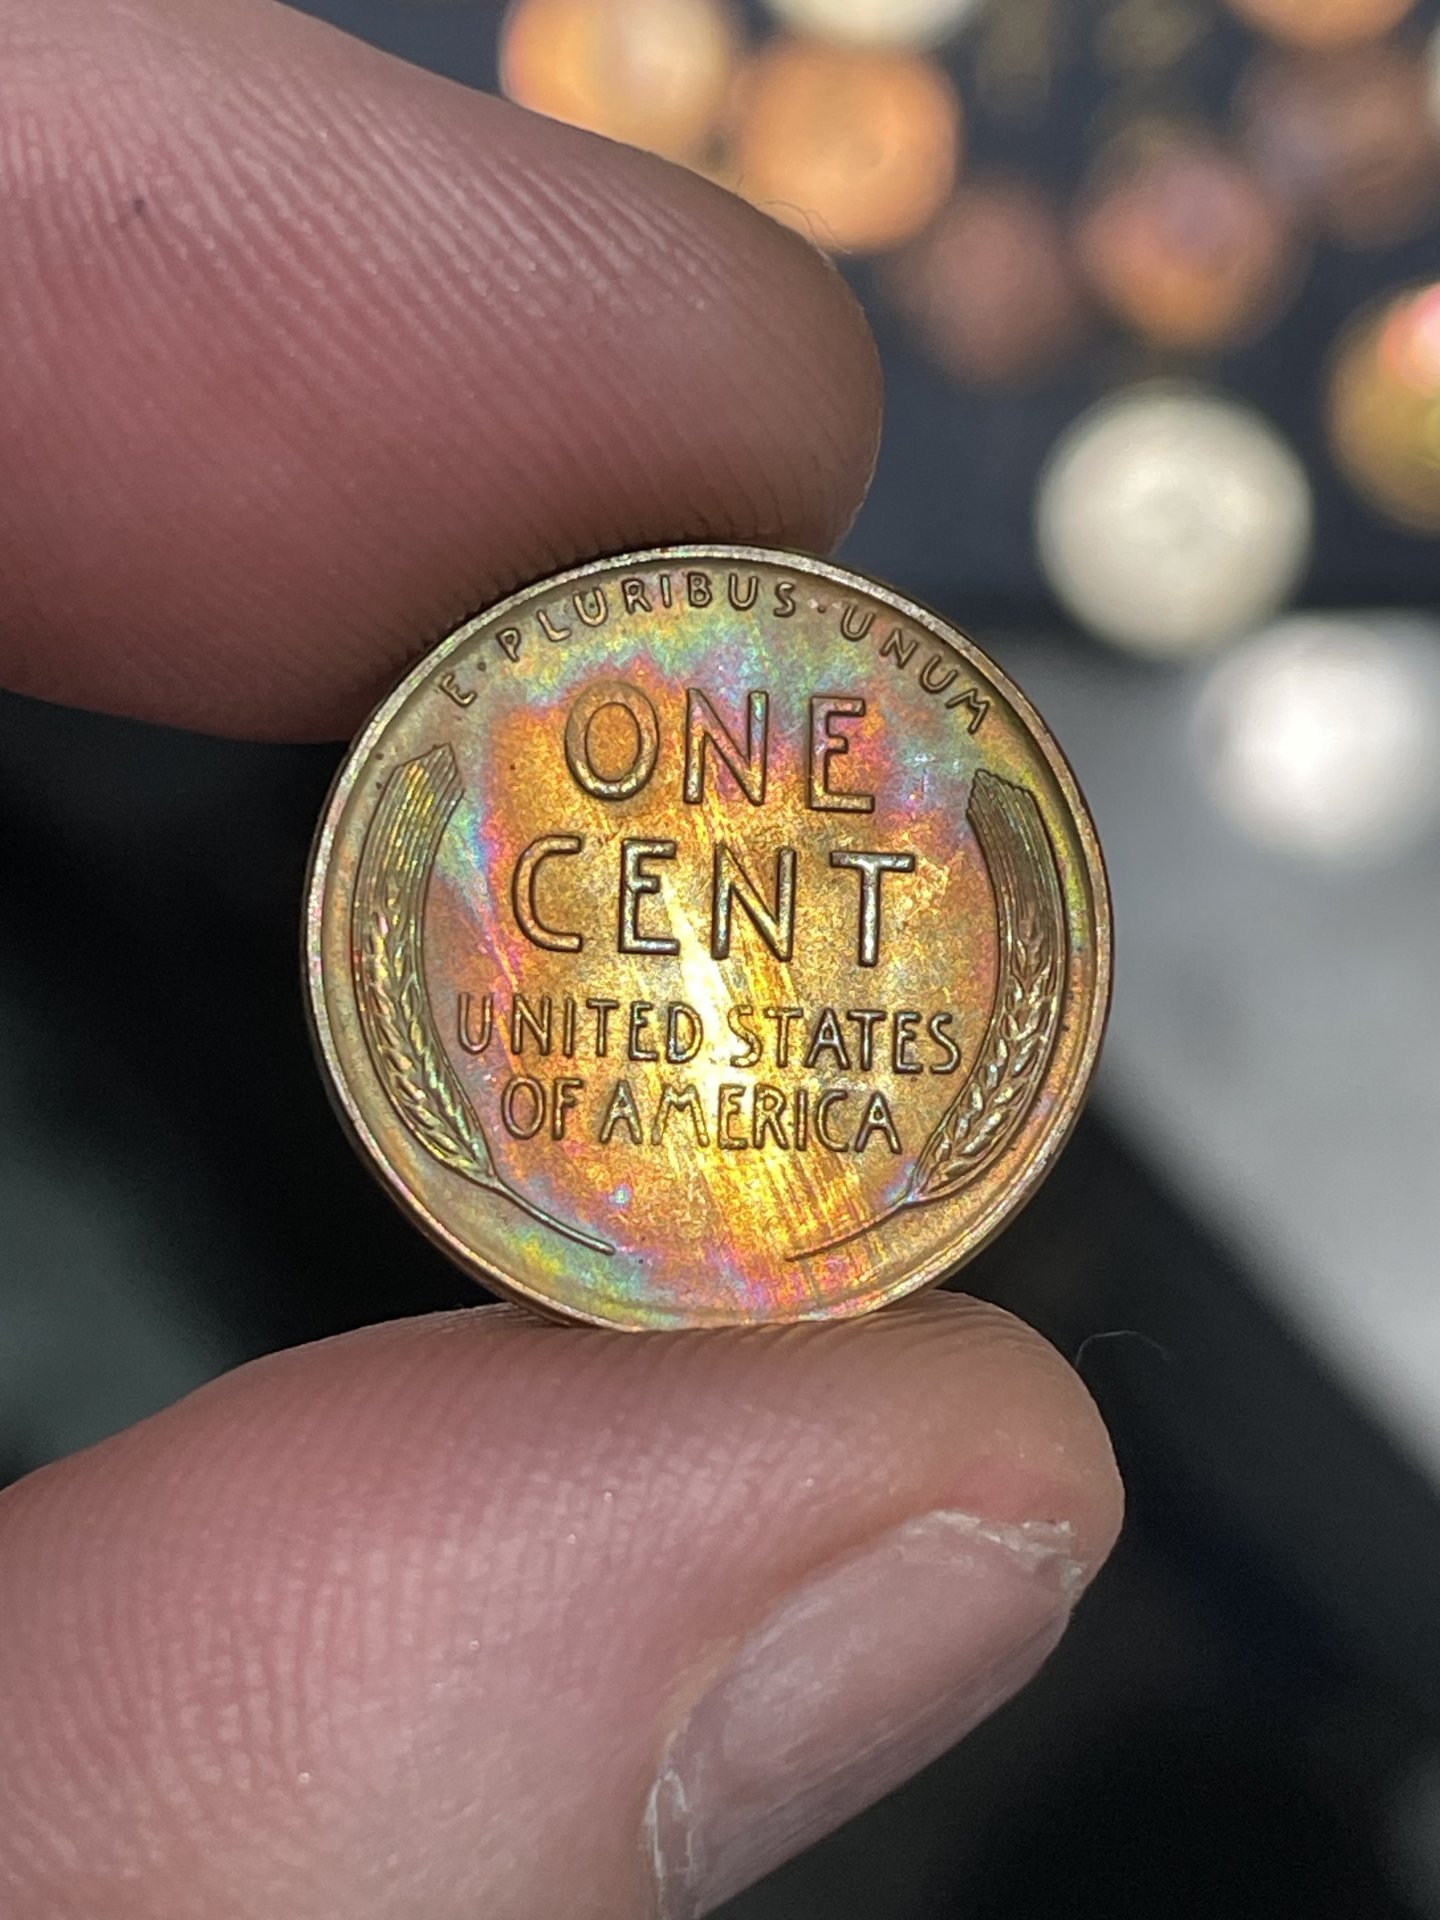 E·PLURIBUS·UNUM
ONE
CENT
UNITED STATES
OF AMERICA